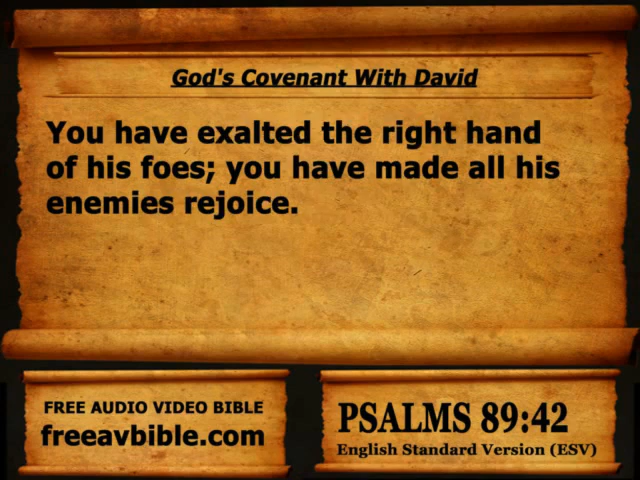 God's Covenant With David
You have exalted the right hand
of his foes; you have made all his
enemies rejoice.
FREE AUDIO VIDEO BIBLE
freeavbible.com
PSALMS 89:42
English Standard Version (ESV)